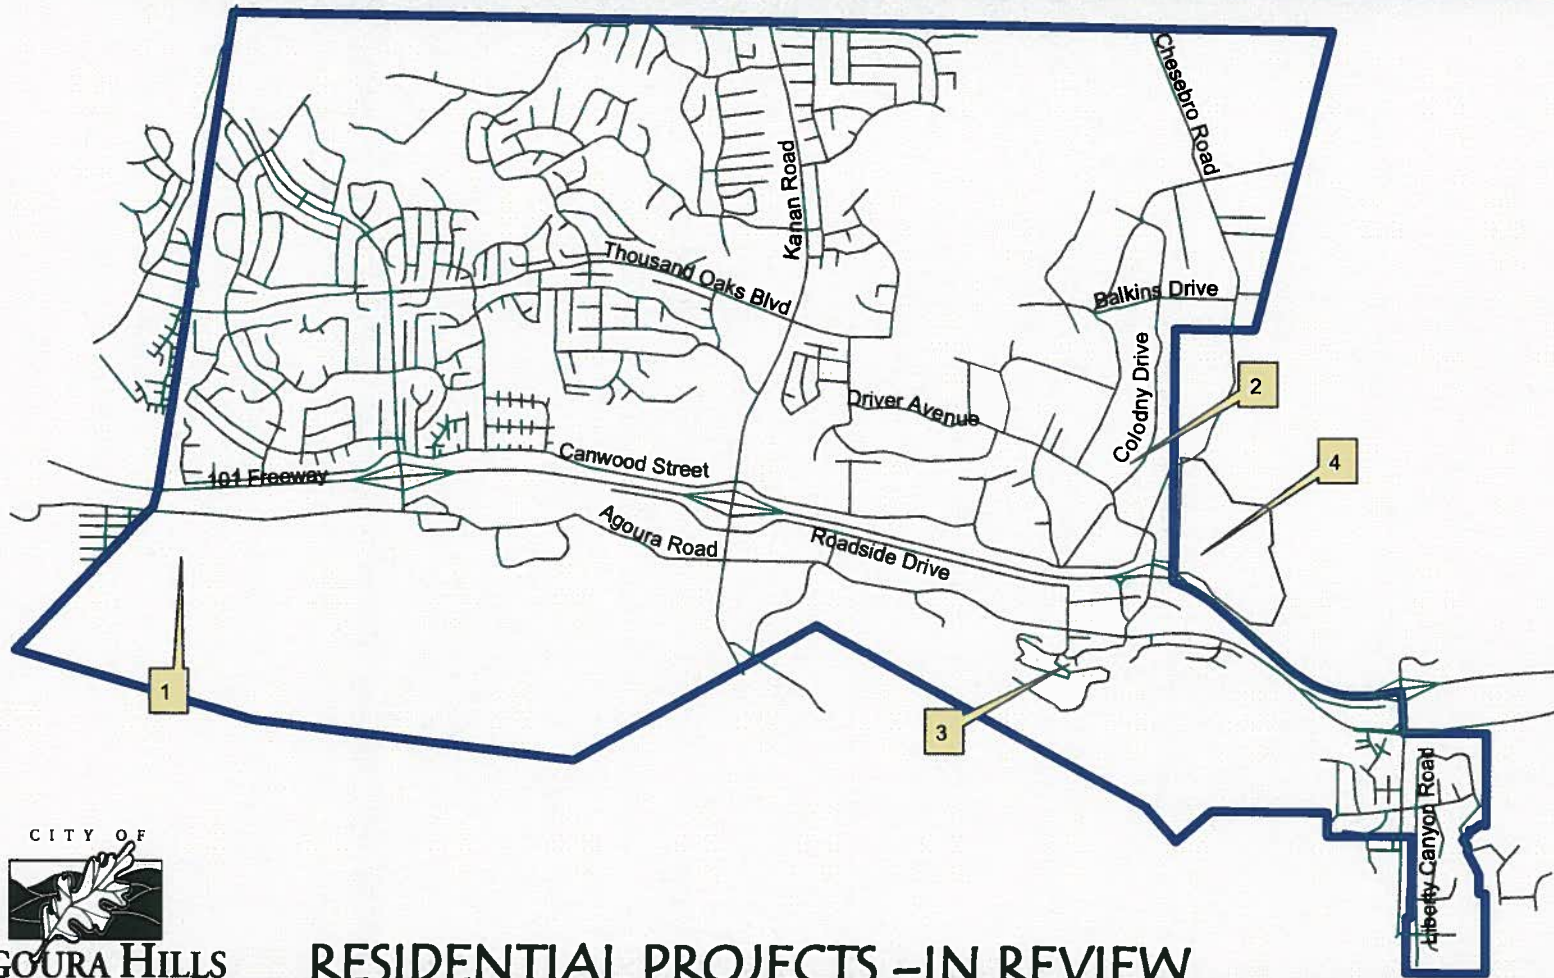 Chesebro Road
Kanan Road
Thousand Oaks Blvd
Balkins Drive
Colodny Drive
2
Driver Avenue
4
Canwood Street
101 Freeway
Agoura Road
Roadside Drive
1
3
Liberty Canyon Road
CITY OF
GOURA HILLS
RESIDENTIAL PROJECTS –IN REVIEW